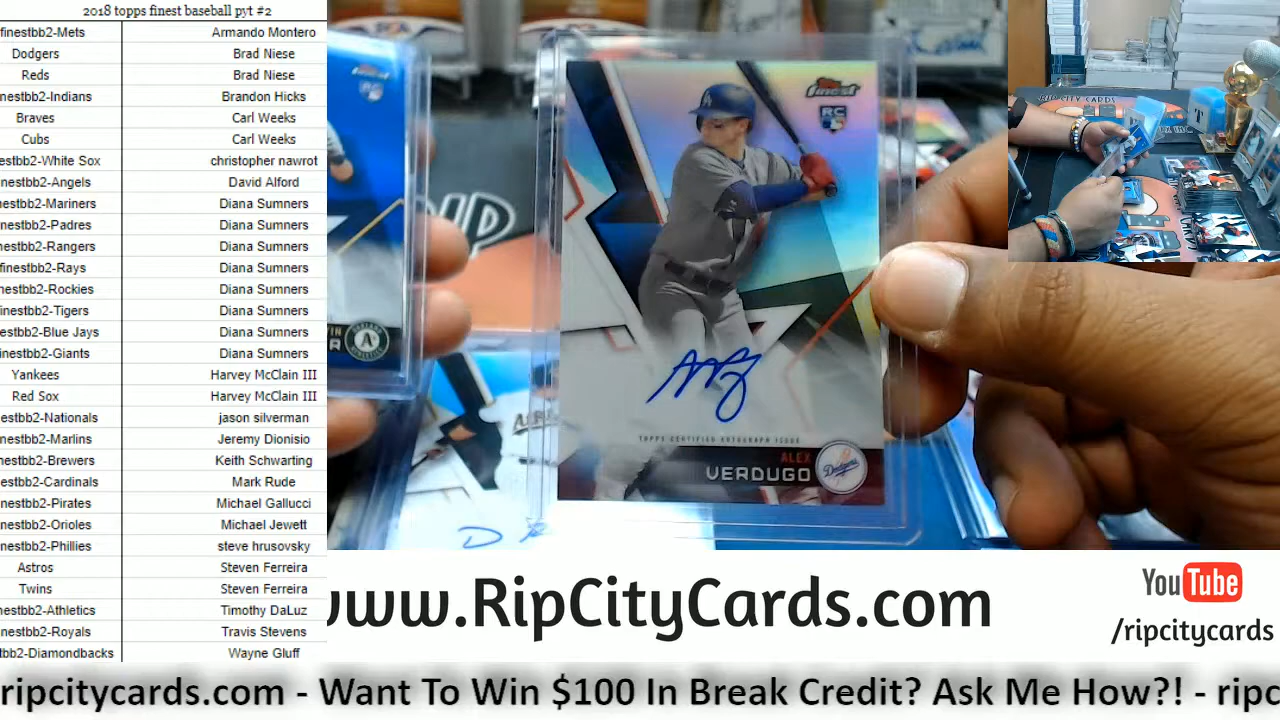 2018 topps finest baseball pyt #2
finestbb2-Mets Armando Montero
Dodgers Brad Niese
Reds Brad Niese
nestbb2-Indians Brandon Hicks
Braves Carl Weeks
Cubs Carl Weeks
estbb2-White Sox christopher nawrot
nestbb2-Angels David Alford
nestbb2-Mariners Diana Sumners
nestbb2-Padres Diana Sumners
nestbb2-Rangers Diana Sumners
finestbb2-Rays Diana Sumners
nestbb2-Rockies Diana Sumners
finestbb2-Tigers Diana Sumners
estbb2-Blue Jays Diana Sumners
inestbb2-Giants Diana Sumners
Yankees Harvey McClain III
Red Sox Harvey McClain III
estbb2-Nationals jason silverman
nestbb2-Marlins Jeremy Dionisio
nestbb2-Brewers Keith Schwarting
nestbb2-Cardinals Mark Rude
nestbb2-Pirates Michael Gallucci
nestbb2-Orioles Michael Jewett
nestbb2-Phillies steve hrusovsky
Astros Steven Ferreira
Twins Steven Ferreira
nestbb2-Athletics Timothy DaLuz
nestbb2-Royals Travis Stevens
tbb2-Diamondbacks Wayne Gluff
Topps
finest
RC
TOPPS CERTIFIED AUTOGRAPH ISSUE
ALEX
VERDUGO
Dodgers
A's
RIP CITY CARDS
www.RipCityCards.com
YouTube
/ripcitycards
ripcitycards.com - Want To Win $100 In Break Credit? Ask Me How?! - ripc